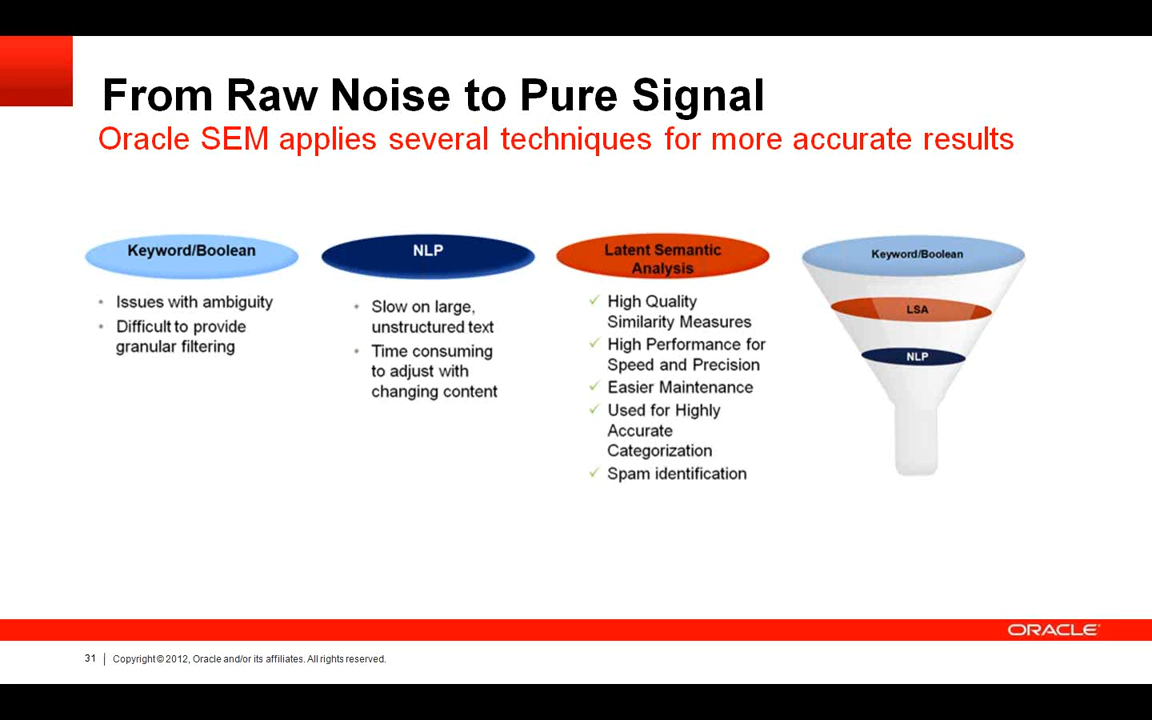 From Raw Noise to Pure Signal
Oracle SEM applies several techniques for more accurate results
Keyword/Boolean
• Issues with ambiguity
• Difficult to provide
granular filtering
NLP
• Slow on large,
unstructured text
• Time consuming
to adjust with
changing content
Latent Semantic
Analysis
✓ High Quality
Similarity Measures
✓ High Performance for
Speed and Precision
✓ Easier Maintenance
✓ Used for Highly
Accurate
Categorization
✓ Spam identification
Keyword/Boolean
LSA
NLP
ORACLE®
31 | Copyright © 2012, Oracle and/or its affiliates. All rights reserved.